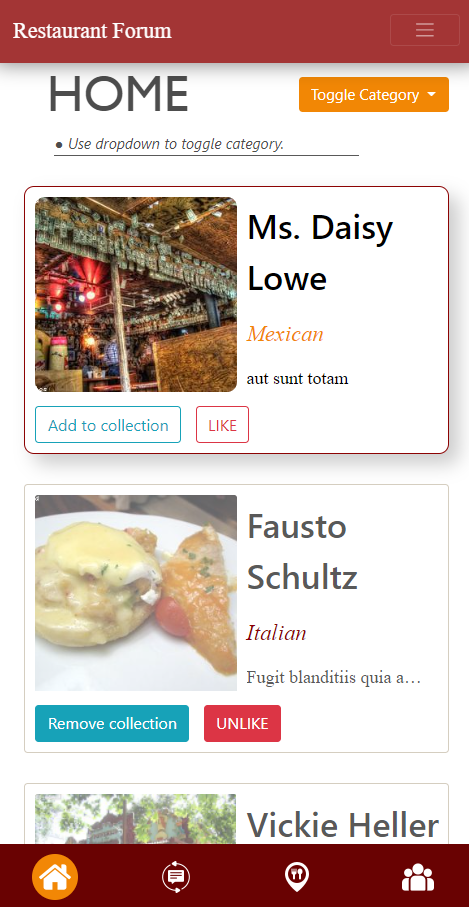 Restaurant Forum
HOME
Toggle Category
● Use dropdown to toggle category.
Ms. Daisy
Lowe
Mexican
aut sunt totam
Add to collection
LIKE
Fausto
Schultz
Italian
Fugit blanditiis quia a…
Remove collection
UNLIKE
Vickie Heller